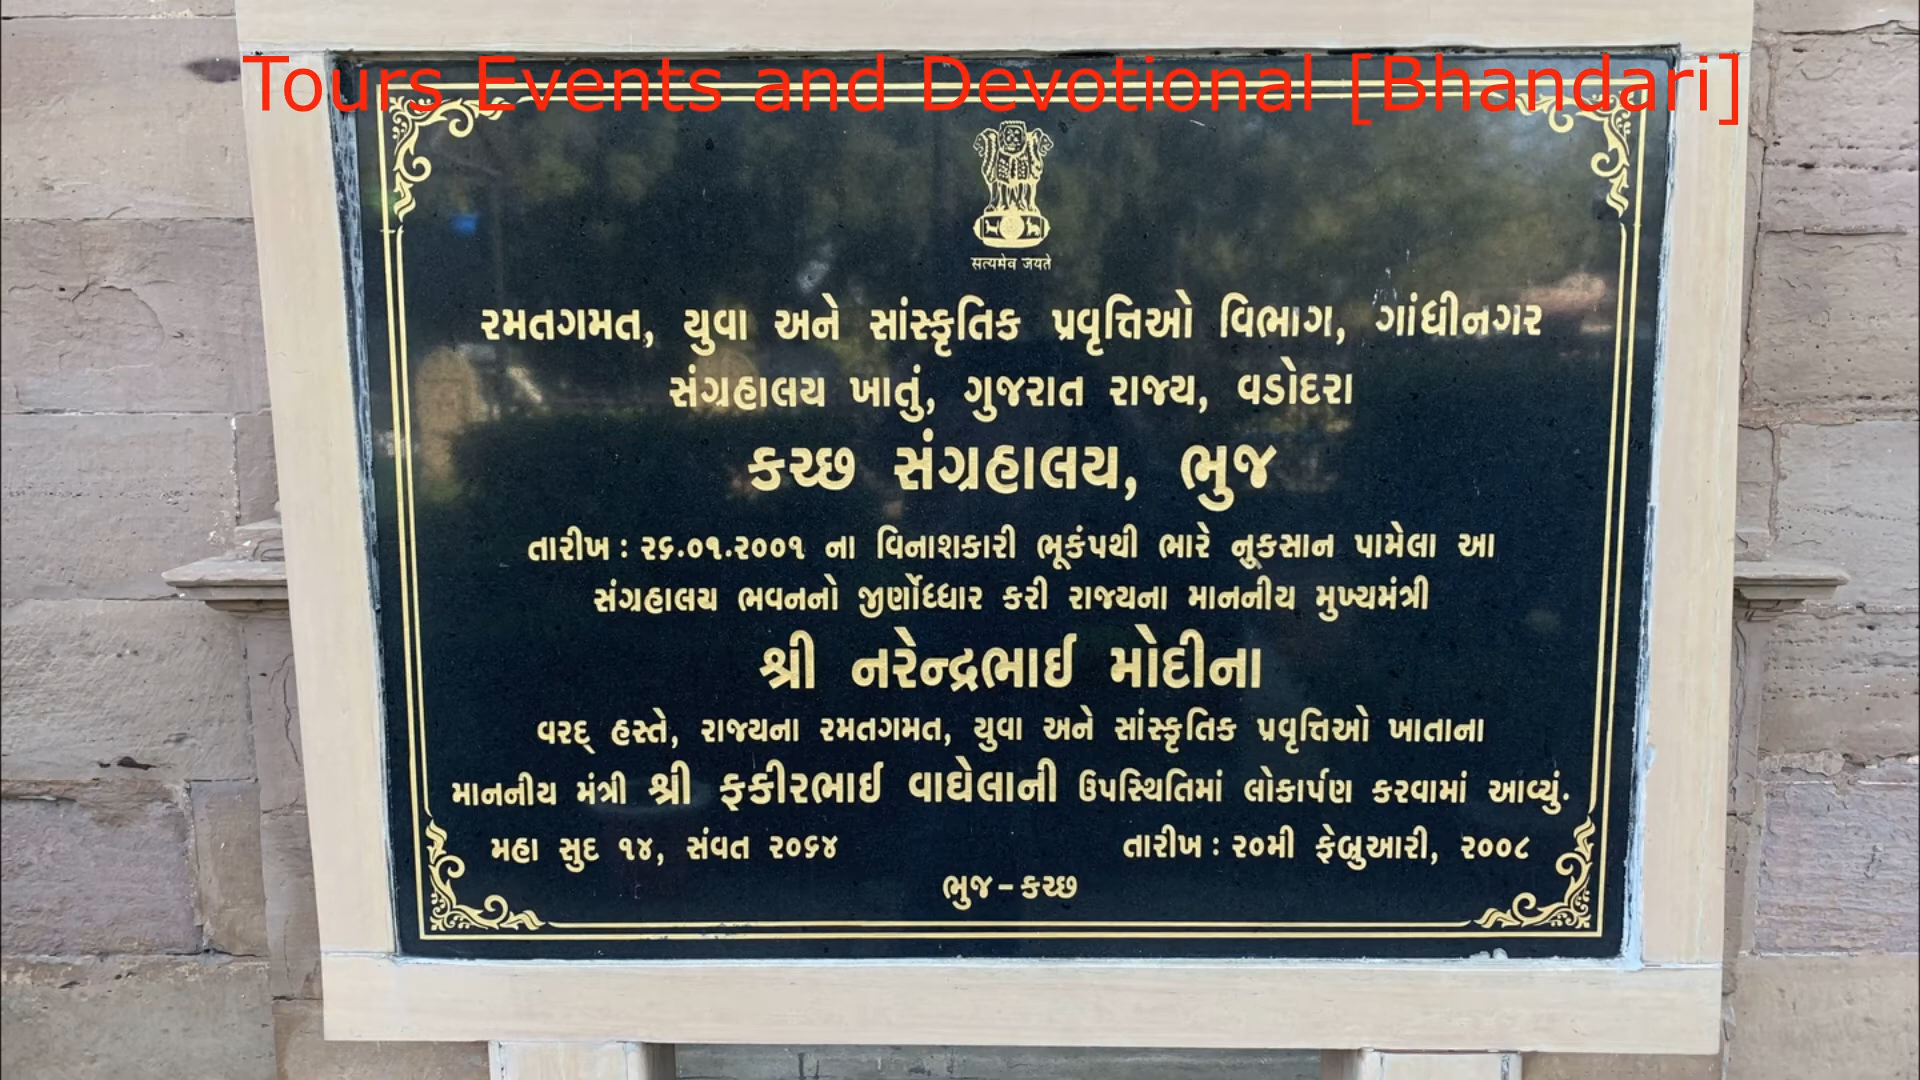 Tours Events and Devotional [Bhandari]
सत्यमेव जयते
રમતગમત, યુવા અને સાંસ્કૃતિક પ્રવૃત્તિઓ વિભાગ, ગાંધીનગર
સંગ્રહાલય ખાતું, ગુજરાત રાજ્ય, વડોદરા
કચ્છ સંગ્રહાલય, ભુજ
તારીખ : ૨૬.૦૧.૨૦૦૧ ના વિનાશકારી ભૂકંપથી ભારે નુકસાન પામેલા આ
સંગ્રહાલય ભવનનો જીર્ણોધ્ધાર કરી રાજ્યના માનનીય મુખ્યમંત્રી
શ્રી નરેન્દ્રભાઈ મોદીના
વરદ્ હસ્તે, રાજ્યના રમતગમત, યુવા અને સાંસ્કૃતિક પ્રવૃત્તિઓ ખાતાના
માનનીય મંત્રી શ્રી ફકીરભાઈ વાઘેલાની ઉપસ્થિતિમાં લોકાર્પણ કરવામાં આવ્યું.
મહા સુદ ૧૪, સંવત ૨૦૬૪ તારીખ : ૨૦મી ફેબ્રુઆરી, ૨૦૦૮
ભુજ - કચ્છ